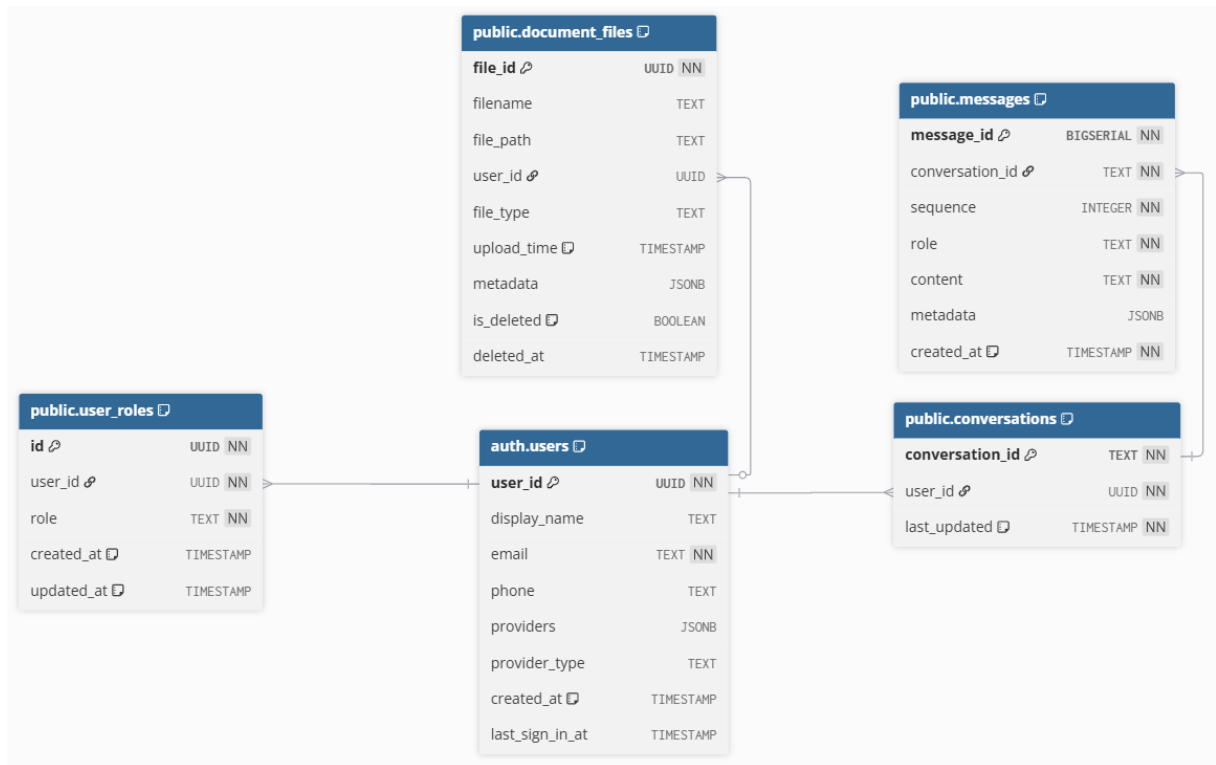 public.document_files
file_id UUID NN
filename TEXT
file_path TEXT
user_id UUID
file_type TEXT
upload_time TIMESTAMP
metadata JSONB
is_deleted BOOLEAN
deleted_at TIMESTAMP
public.messages
message_id BIGSERIAL NN
conversation_id TEXT NN
sequence INTEGER NN
role TEXT NN
content TEXT NN
metadata JSONB
created_at TIMESTAMP NN
public.user_roles
id UUID NN
user_id UUID NN
role TEXT NN
created_at TIMESTAMP
updated_at TIMESTAMP
auth.users
user_id UUID NN
display_name TEXT
email TEXT NN
phone TEXT
providers JSONB
provider_type TEXT
created_at TIMESTAMP
last_sign_in_at TIMESTAMP
public.conversations
conversation_id TEXT NN
user_id UUID NN
last_updated TIMESTAMP NN